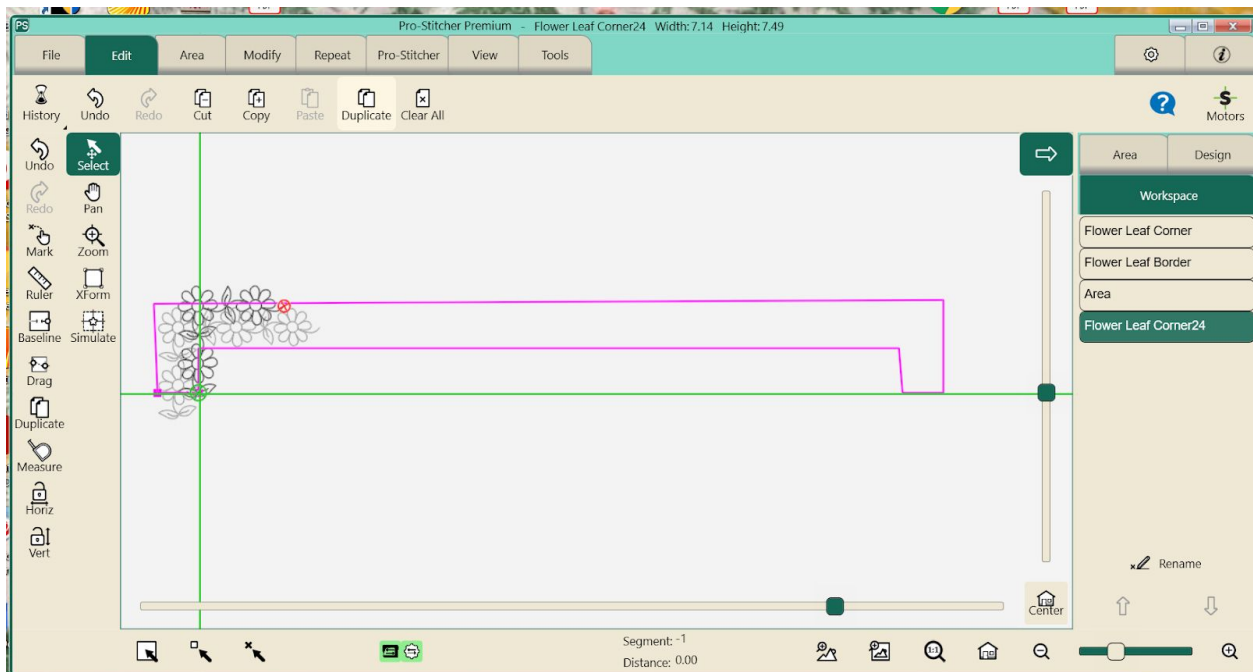 PS
Pro-Stitcher Premium - Flower Leaf Corner24 Width: 7.14 Height: 7.49
File Edit Area Modify Repeat Pro-Stitcher View Tools
History Undo Redo Cut Copy Paste Duplicate Clear All
S
Motors
Undo Select
Redo Pan
Mark Zoom
Ruler XForm
Baseline Simulate
Drag
Duplicate
Measure
Horiz
Vert
Area Design
Workspace
Flower Leaf Corner
Flower Leaf Border
Area
Flower Leaf Corner24
Rename
Center
Segment: -1
Distance: 0.00
1:1